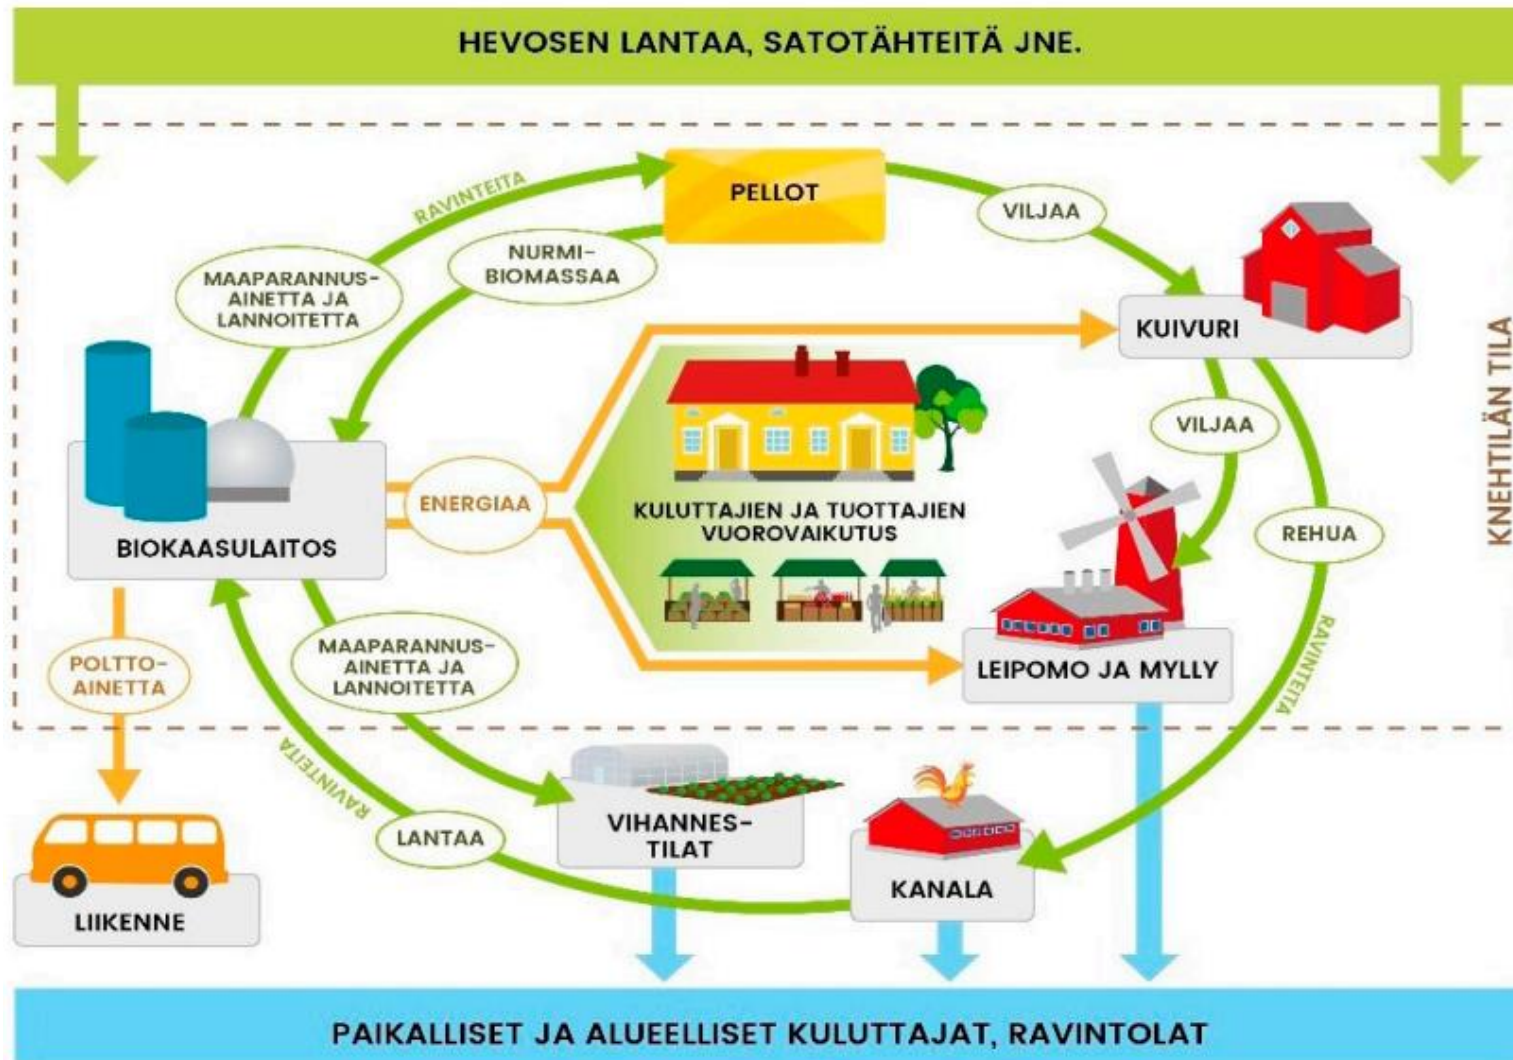 HEVOSEN LANTAA, SATOTÄHTEITÄ JNE.
RAVINTEITA
PELLOT
VILJAA
NURMI-
BIOMASSAA
MAAPARANNUS-
AINETTA JA
LANNOITETTA
KUIVURI
KNEHTILÄN TILA
VILJAA
ENERGIAA
KULUTTAJIEN JA TUOTTAJIEN
VUOROVAIKUTUS
REHUA
BIOKAASULAITOS
POLTTO-
AINETTA
MAAPARANNUS-
AINETTA JA
LANNOITETTA
LEIPOMO JA MYLLY
RAVINTEITA
RAVINTEITA
LANTAA
VIHANNES-
TILAT
KANALA
LIIKENNE
PAIKALLISET JA ALUEELLISET KULUTTAJAT, RAVINTOLAT